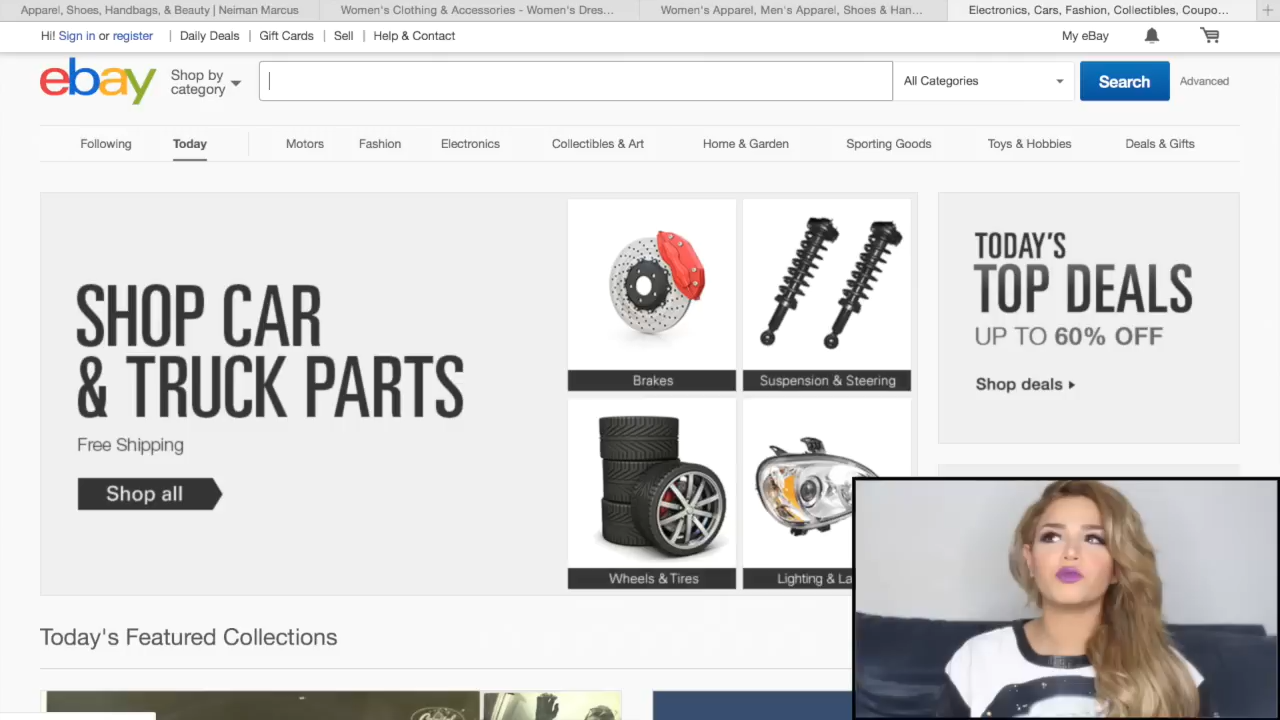 Apparel, Shoes, Handbags, & Beauty | Neiman Marcus
Women's Clothing & Accessories - Women's Dres...
Women's Apparel, Men's Apparel, Shoes & Han...
Electronics, Cars, Fashion, Collectibles, Coupo...
Hi! Sign in or register | Daily Deals | Gift Cards | Sell | Help & Contact
My eBay
ebay
Shop by
category
All Categories
Search
Advanced
Following
Today
Motors
Fashion
Electronics
Collectibles & Art
Home & Garden
Sporting Goods
Toys & Hobbies
Deals & Gifts
SHOP CAR
& TRUCK PARTS
Free Shipping
Shop all
Brakes
Suspension & Steering
Wheels & Tires
Lighting & La
TODAY'S
TOP DEALS
UP TO 60% OFF
Shop deals
Today's Featured Collections